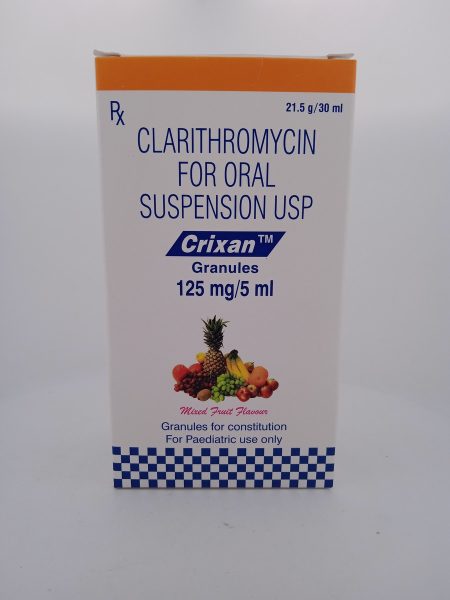 Rx
21.5 g/30 ml
CLARITHROMYCIN
FOR ORAL
SUSPENSION USP
Crixan™
Granules
125 mg/5 ml
Mixed Fruit Flavour
Granules for constitution
For Paediatric use only